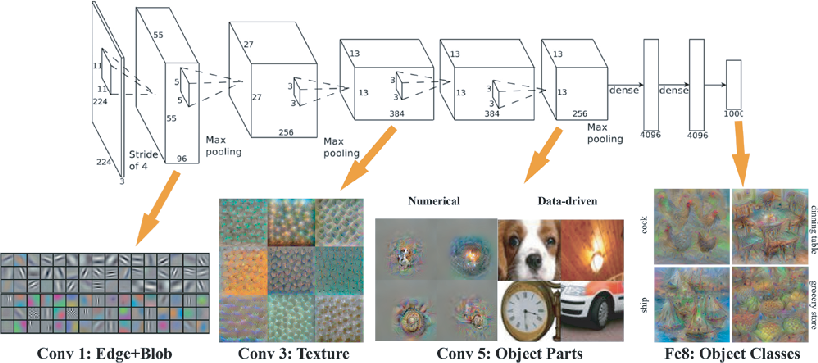 55
27
13
13
13
11
11
224
5
5
3
3
3
3
3
3
55
27
13
13
13
dense
dense
224
3
Stride
of 4
96
Max
pooling
256
Max
pooling
384
384
256
Max
pooling
4096
4096
1000
Numerical
Data-driven
cock
dining table
ship
grocery store
Conv 1: Edge+Blob
Conv 3: Texture
Conv 5: Object Parts
Fc8: Object Classes